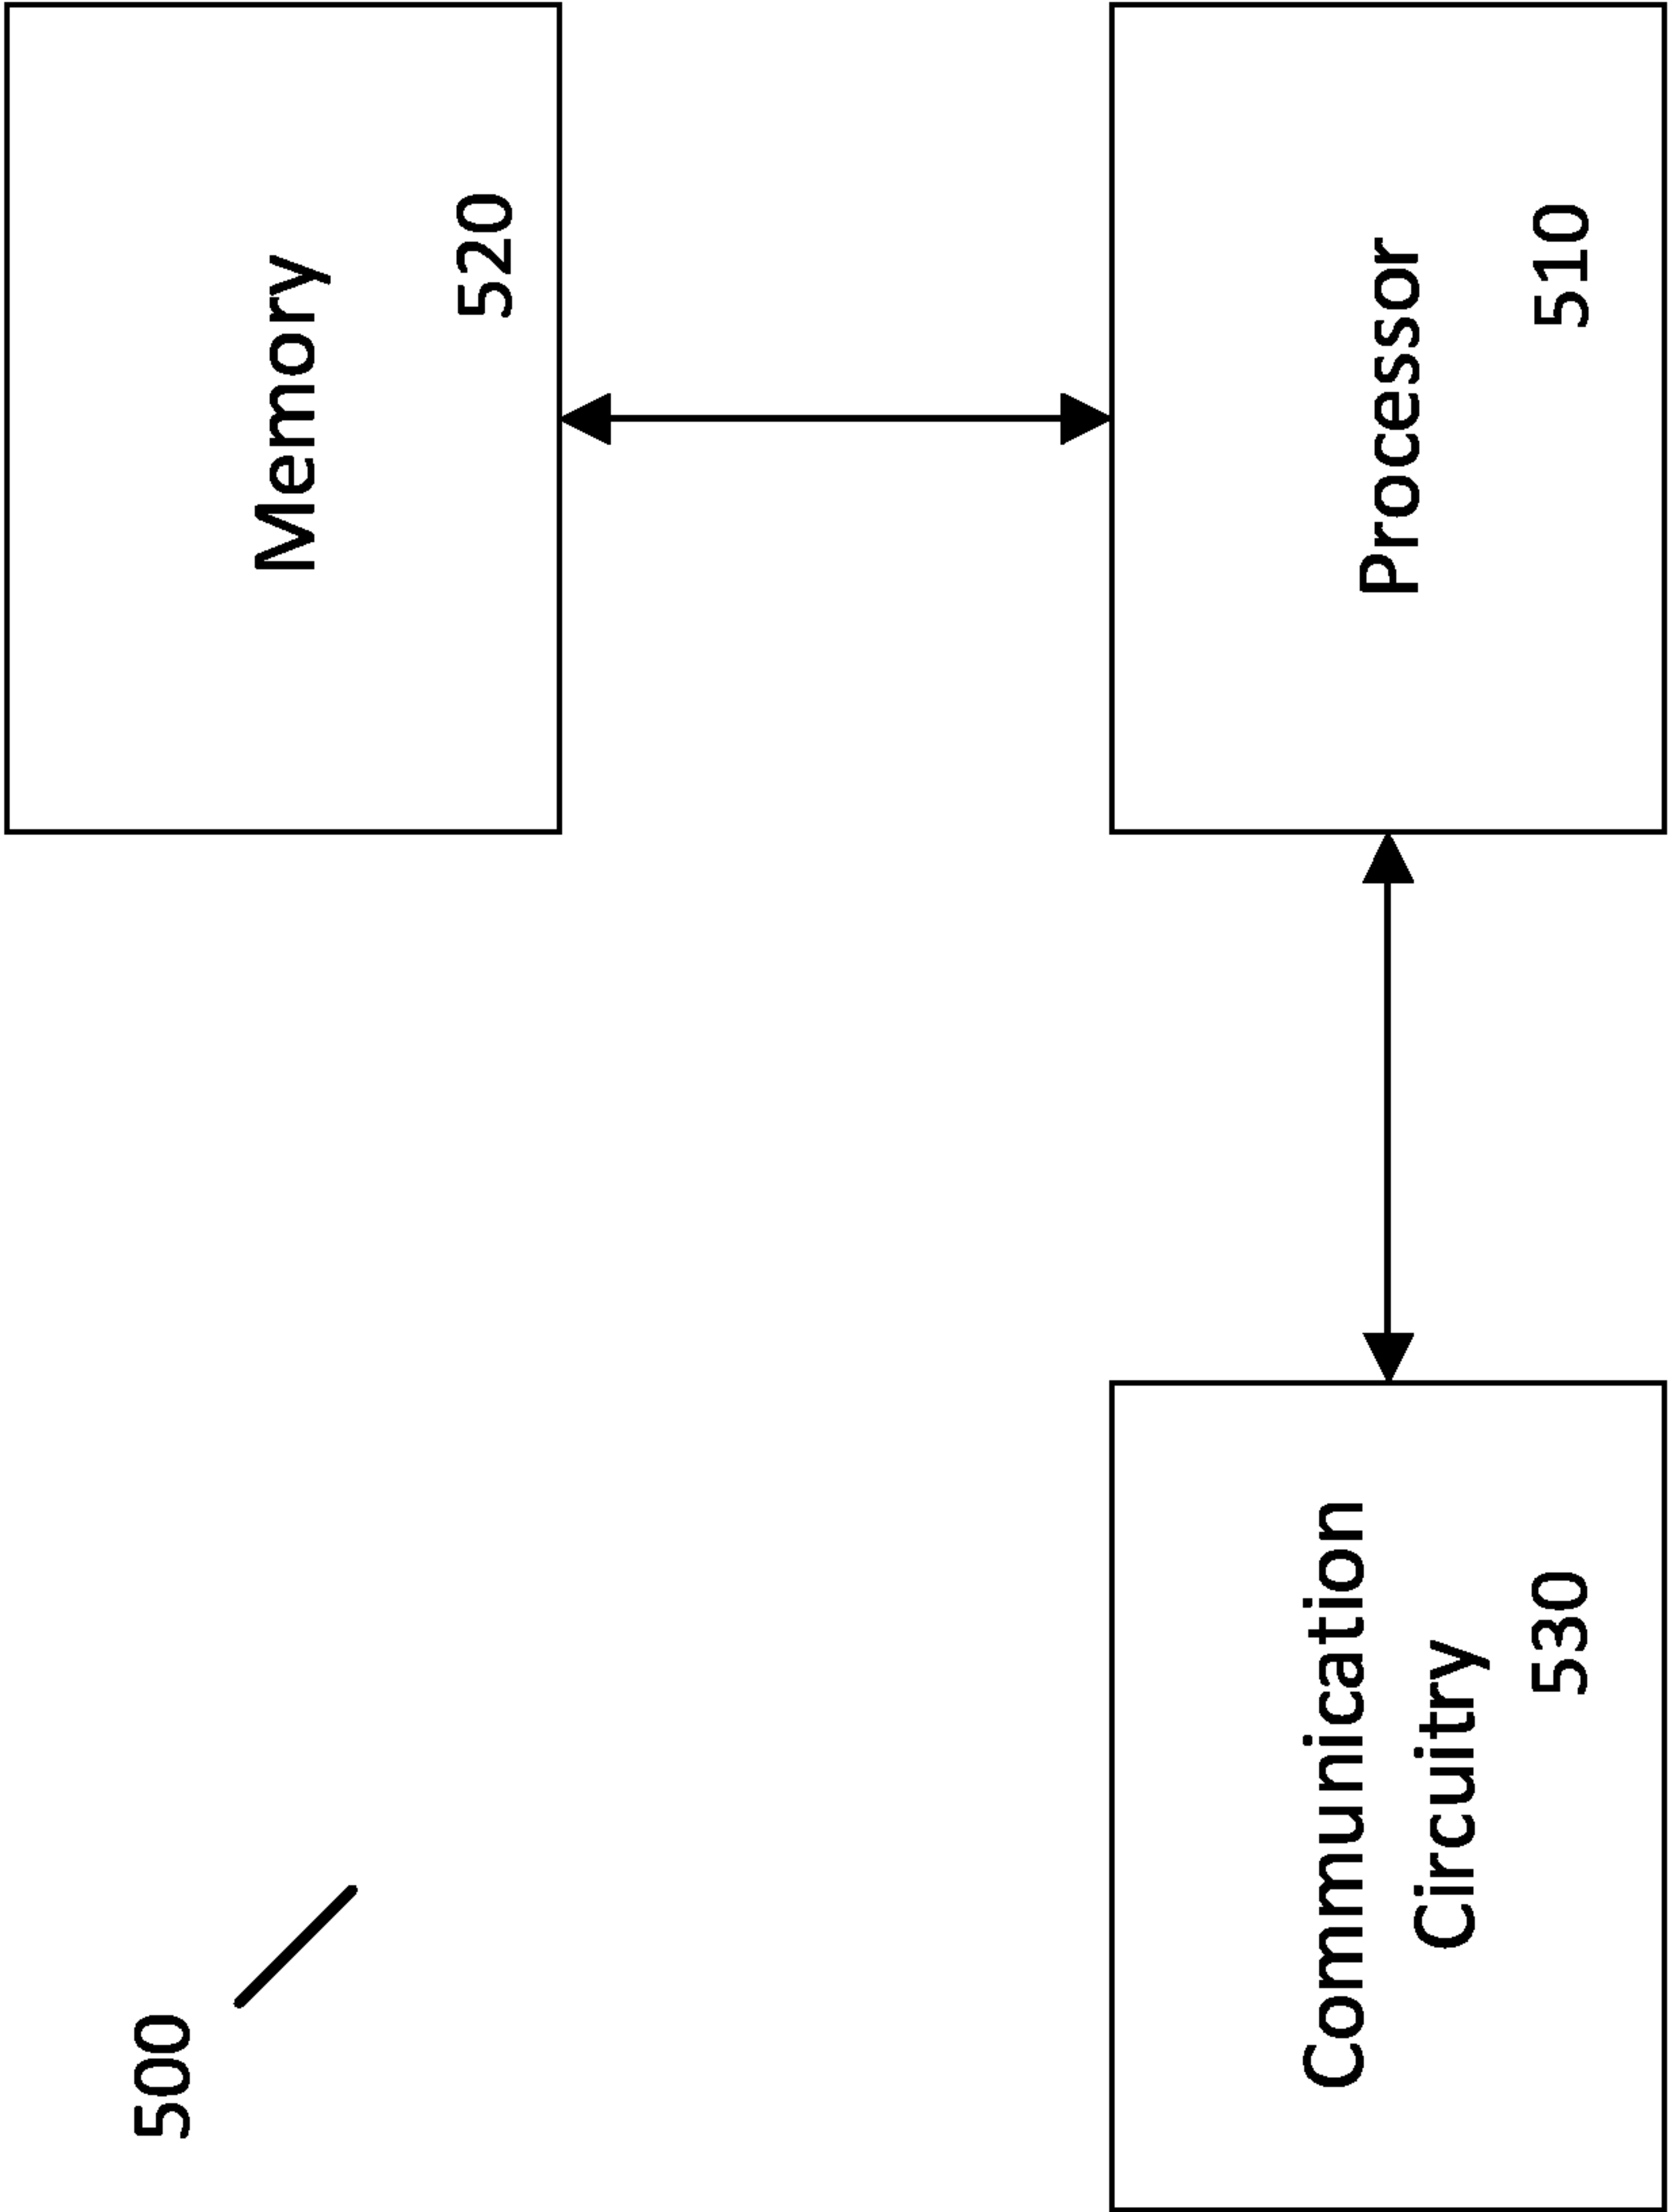 500
Memory
520
Communication
Circuitry
530
Processor
510